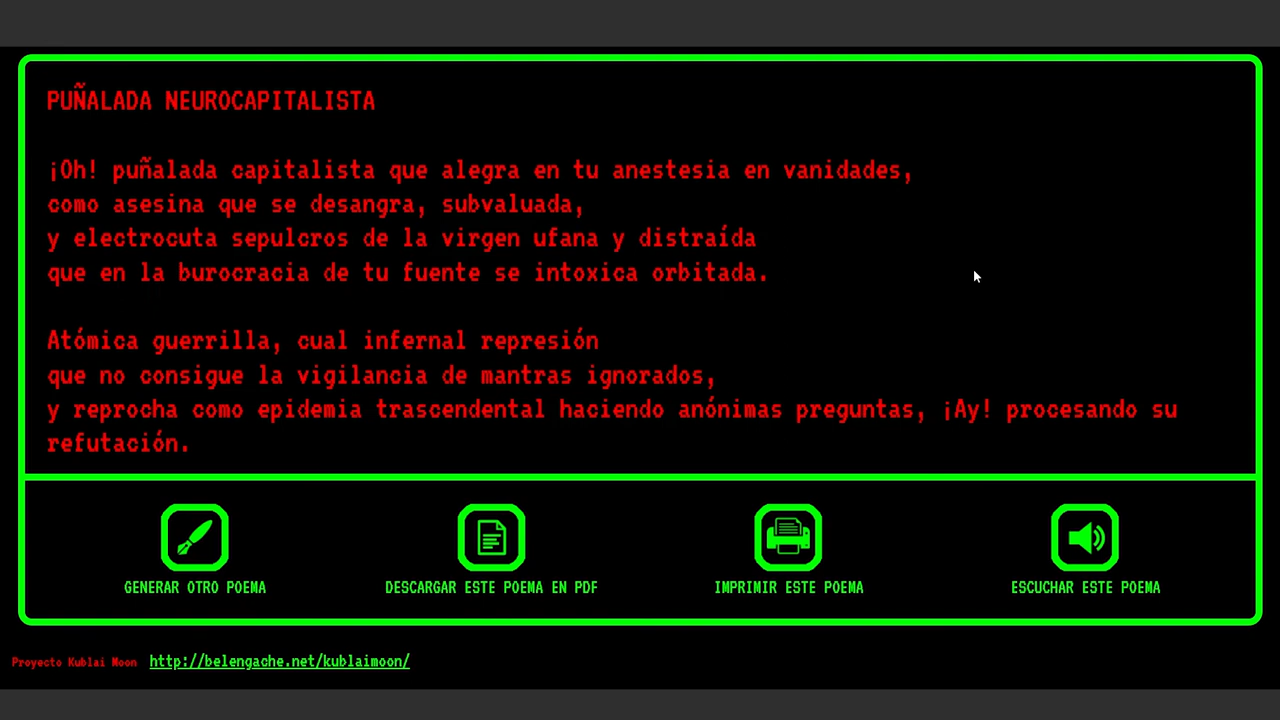 PUÑALADA NEUROCAPITALISTA
¡Oh! puñalada capitalista que alegra en tu anestesia en vanidades,
como asesina que se desangra, subvaluada,
y electrocuta sepulcros de la virgen ufana y distraída
que en la burocracia de tu fuente se intoxica orbitada.
Atómica guerrilla, cual infernal represión
que no consigue la vigilancia de mantras ignorados,
y reprocha como epidemia trascendental haciendo anónimas preguntas, ¡Ay! procesando su
refutación.
GENERAR OTRO POEMA
DESCARGAR ESTE POEMA EN PDF
IMPRIMIR ESTE POEMA
ESCUCHAR ESTE POEMA
Proyecto Kublai Moon http://belengache.net/kublaimoon/